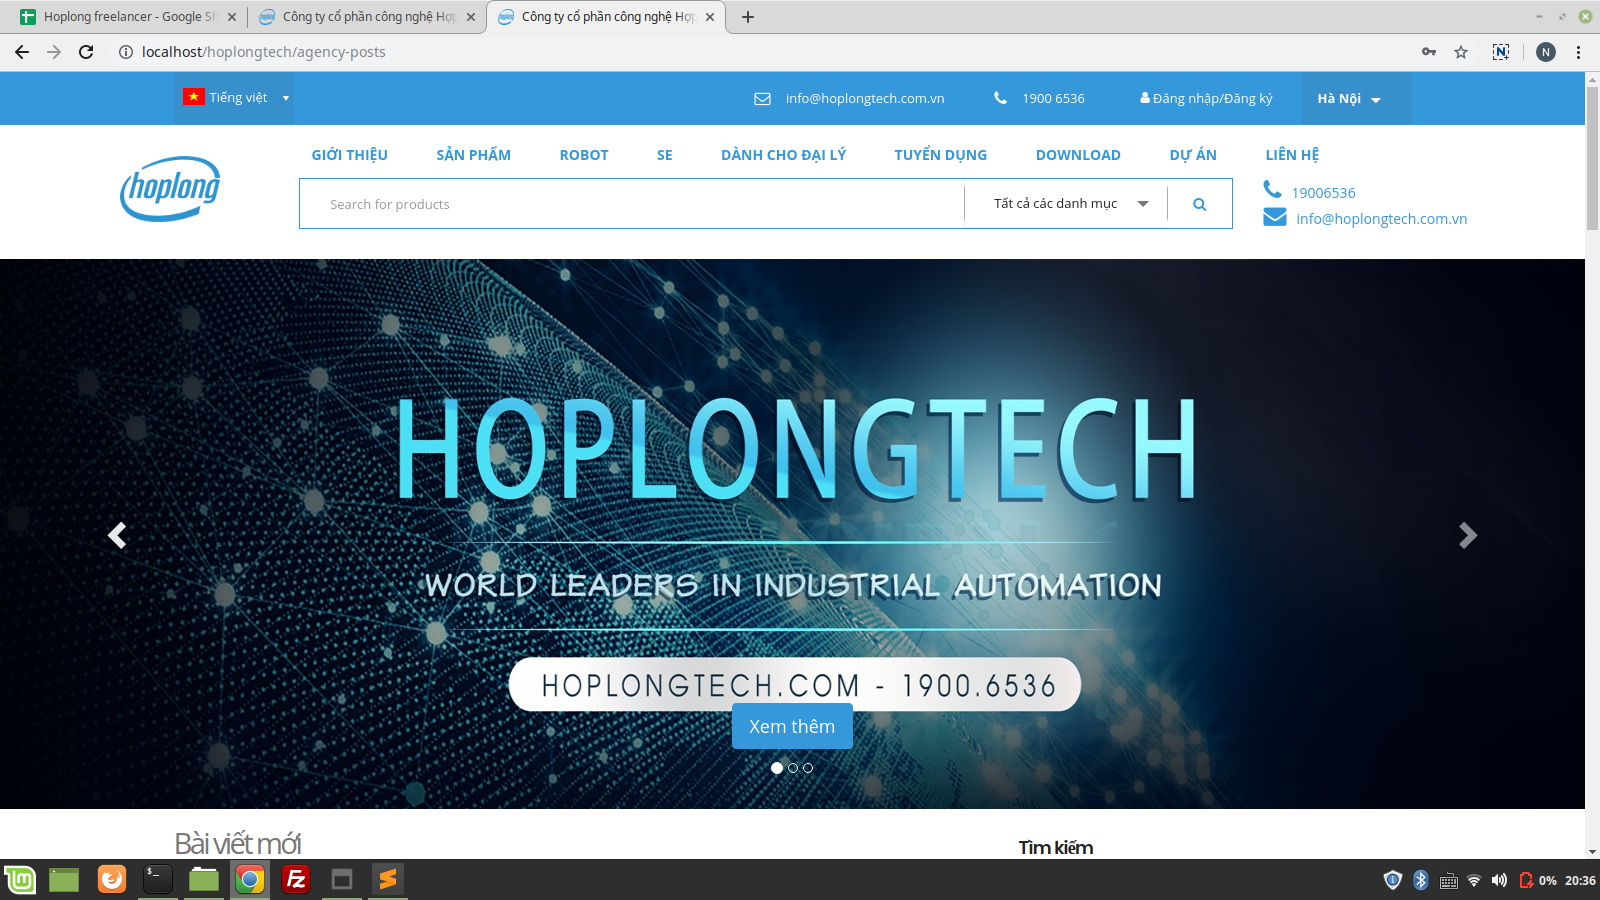 Hoplong freelancer - Google Sh
Công ty cổ phần công nghệ Hợp
Công ty cổ phần công nghệ Hợp
localhost/hoplongtech/agency-posts
N
Tiếng việt
info@hoplongtech.com.vn
1900 6536
Đăng nhập/Đăng ký
Hà Nội
GIỚI THIỆU SẢN PHẨM ROBOT SE DÀNH CHO ĐẠI LÝ TUYỂN DỤNG DOWNLOAD DỰ ÁN LIÊN HỆ
hoplong
Search for products
Tất cả các danh mục
19006536
info@hoplongtech.com.vn
HOPLONGTECH
WORLD LEADERS IN INDUSTRIAL AUTOMATION
HOPLONGTECH.COM - 1900.6536
Xem thêm
Bài viết mới
Tìm kiếm
0% 20:36